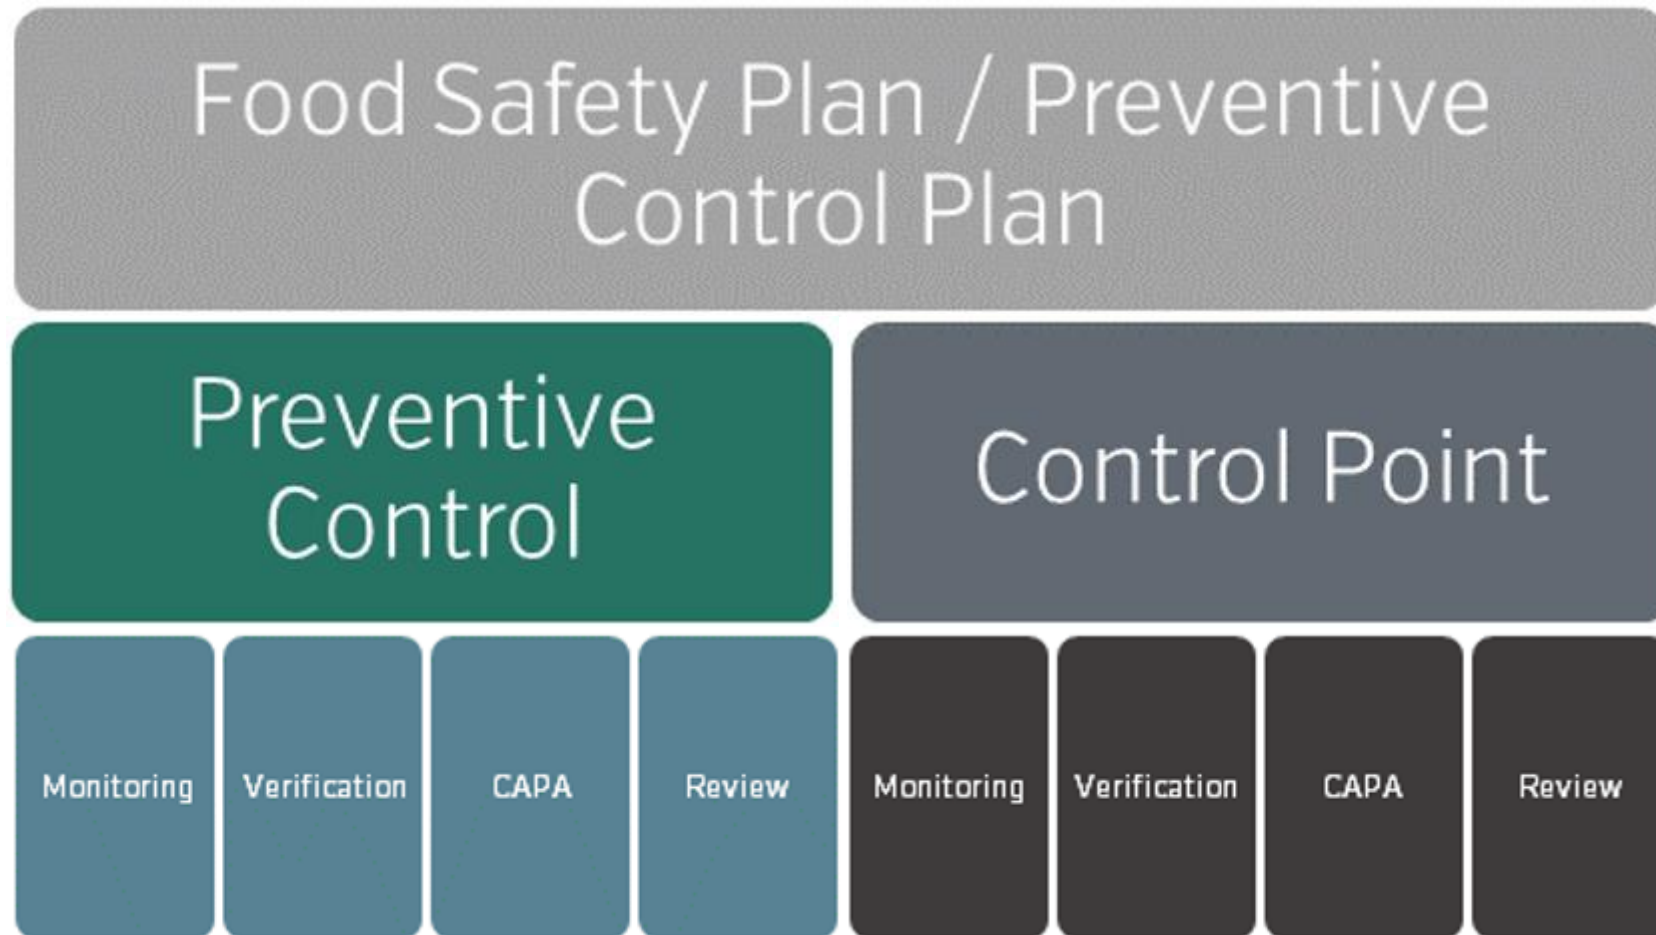 Food Safety Plan / Preventive
Control Plan
Preventive
Control
Control Point
Monitoring
Verification
CAPA
Review
Monitoring
Verification
CAPA
Review